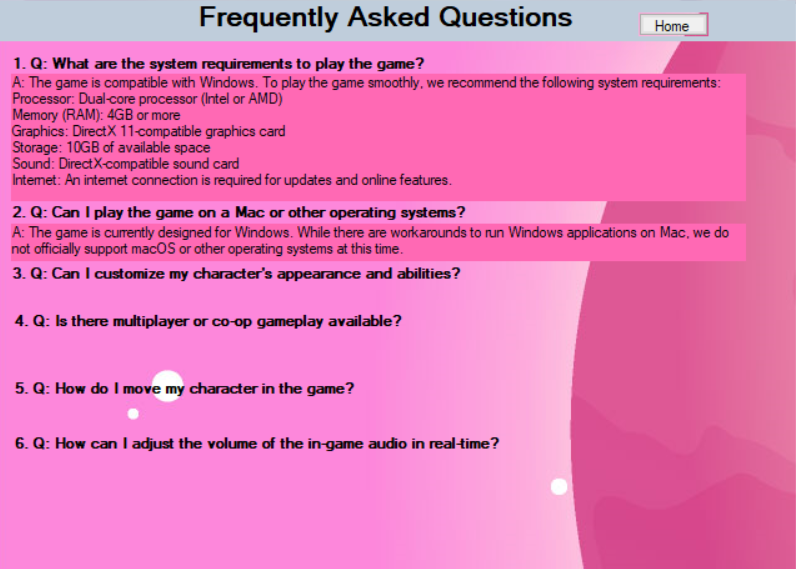 Frequently Asked Questions
Home
1. Q: What are the system requirements to play the game?
A: The game is compatible with Windows. To play the game smoothly, we recommend the following system requirements:
Processor: Dual-core processor (Intel or AMD)
Memory (RAM): 4GB or more
Graphics: DirectX 11-compatible graphics card
Storage: 10GB of available space
Sound: DirectX-compatible sound card
Internet: An internet connection is required for updates and online features.
2. Q: Can I play the game on a Mac or other operating systems?
A: The game is currently designed for Windows. While there are workarounds to run Windows applications on Mac, we do
not officially support macOS or other operating systems at this time.
3. Q: Can I customize my character's appearance and abilities?
4. Q: Is there multiplayer or co-op gameplay available?
5. Q: How do I move my character in the game?
6. Q: How can I adjust the volume of the in-game audio in real-time?